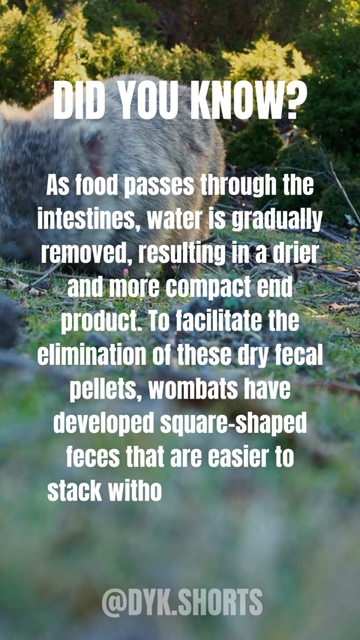 DID YOU KNOW?
As food passes through the
intestines, water is gradually
removed, resulting in a drier
and more compact end
product. To facilitate the
elimination of these dry fecal
pellets, wombats have
developed square-shaped
feces that are easier to
stack witho
@DYK.SHORTS